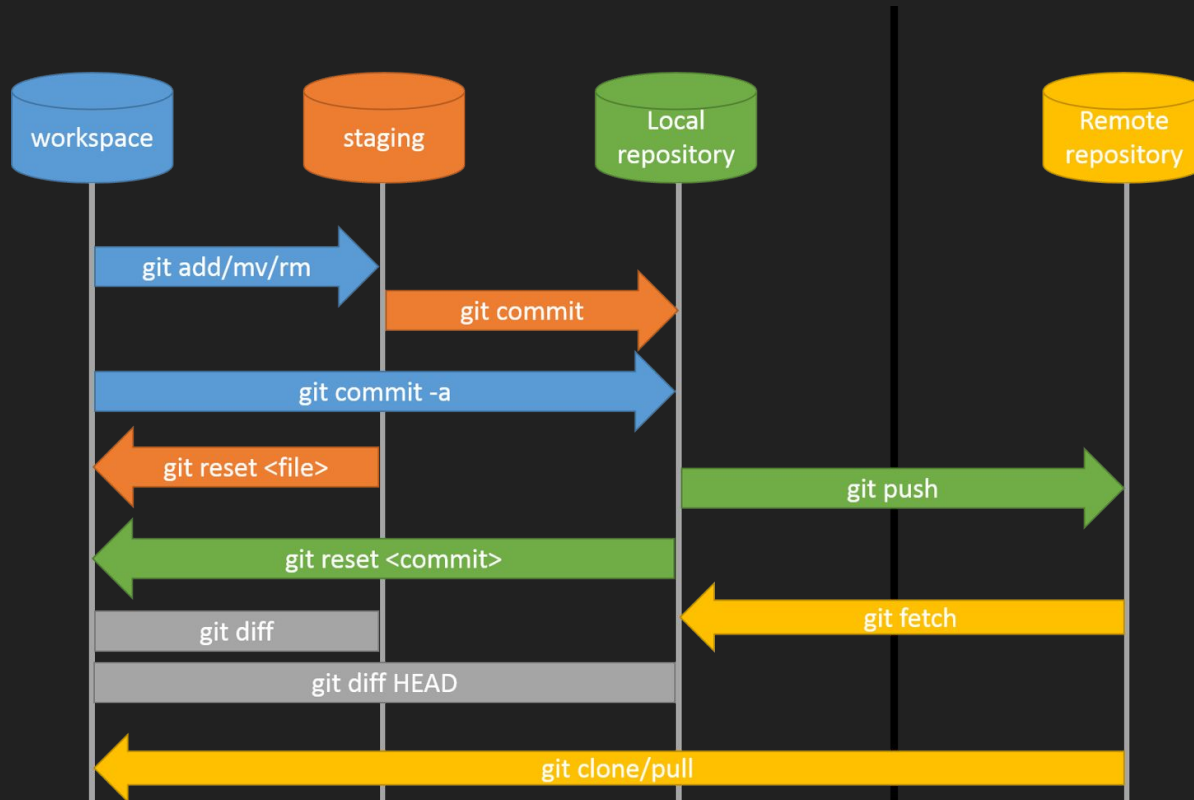 workspace
staging
Local
repository
Remote
repository
git add/mv/rm
git commit
git commit -a
git reset <file>
git push
git reset <commit>
git fetch
git diff
git diff HEAD
git clone/pull